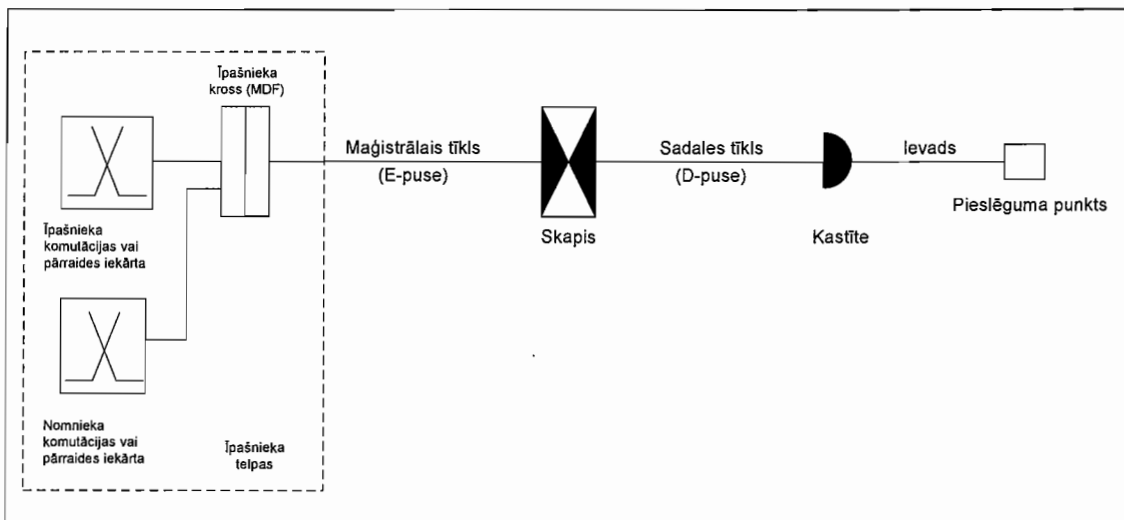 Īpašnieka
kross (MDF)
Īpašnieka
komutācijas vai
pārraides iekārta
Nomnieka
komutācijas vai
pārraides iekārta
Īpašnieka
telpas
Maģistrālais tīkls
(E-puse)
Skapis
Sadales tīkls
(D-puse)
Kastīte
Ievads
Pieslēguma punkts